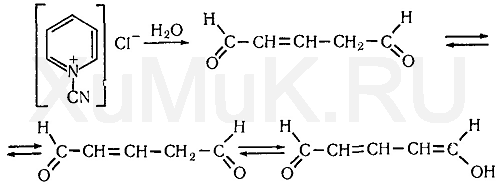 H H
Cl⁻ H₂O C−CH=CH−CH₂−C
N⁺ O O
CN
XuMuK.RU
H H H H
C−CH=CH−CH₂−C C−CH=CH−CH=C
O O O OH